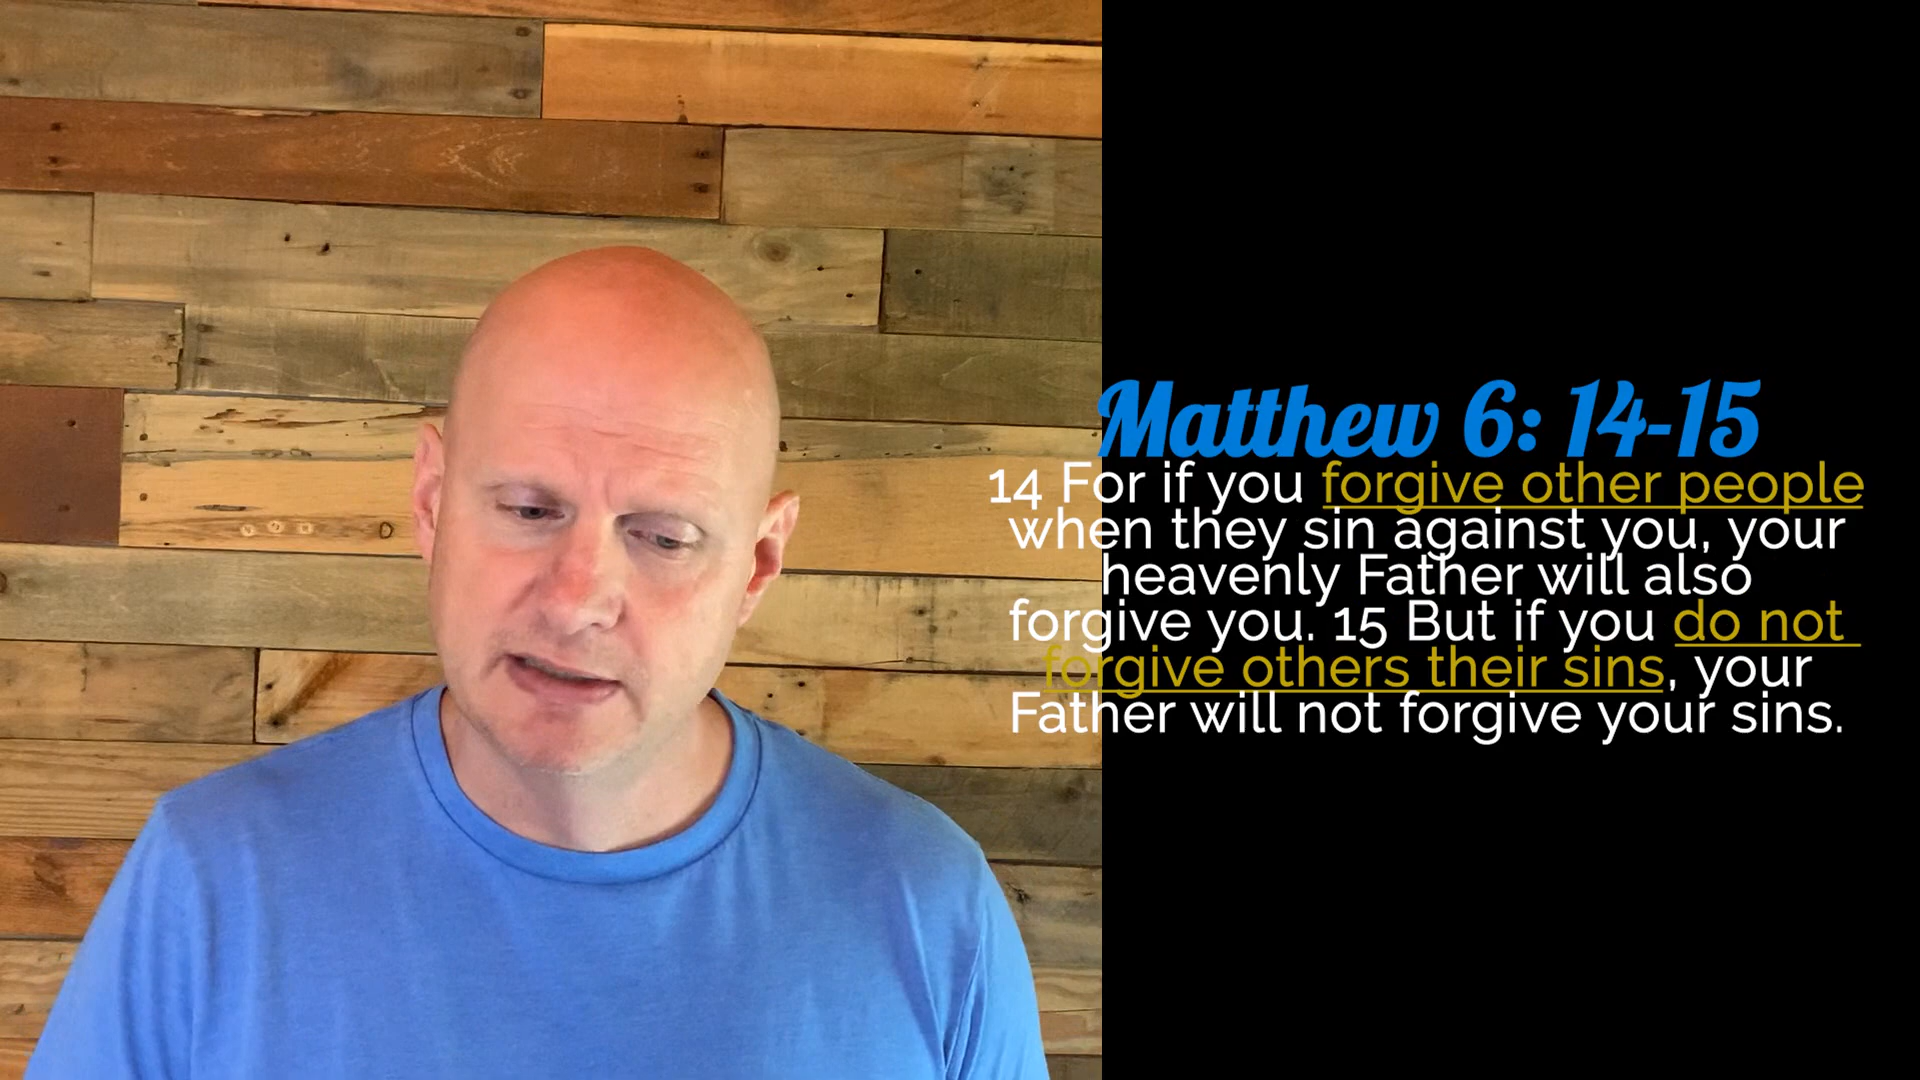 Matthew 6: 14-15
14 For if you forgive other people
when they sin against you, your
heavenly Father will also
forgive you. 15 But if you do not
forgive others their sins, your
Father will not forgive your sins.